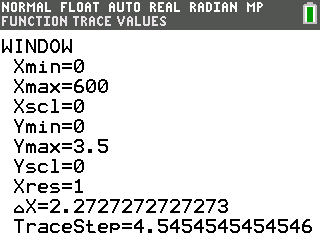 NORMAL FLOAT AUTO REAL RADIAN MP
FUNCTION TRACE VALUES
WINDOW
Xmin=0
Xmax=600
Xscl=0
Ymin=0
Ymax=3.5
Yscl=0
Xres=1
△X=2.2727272727273
TraceStep=4.5454545454546